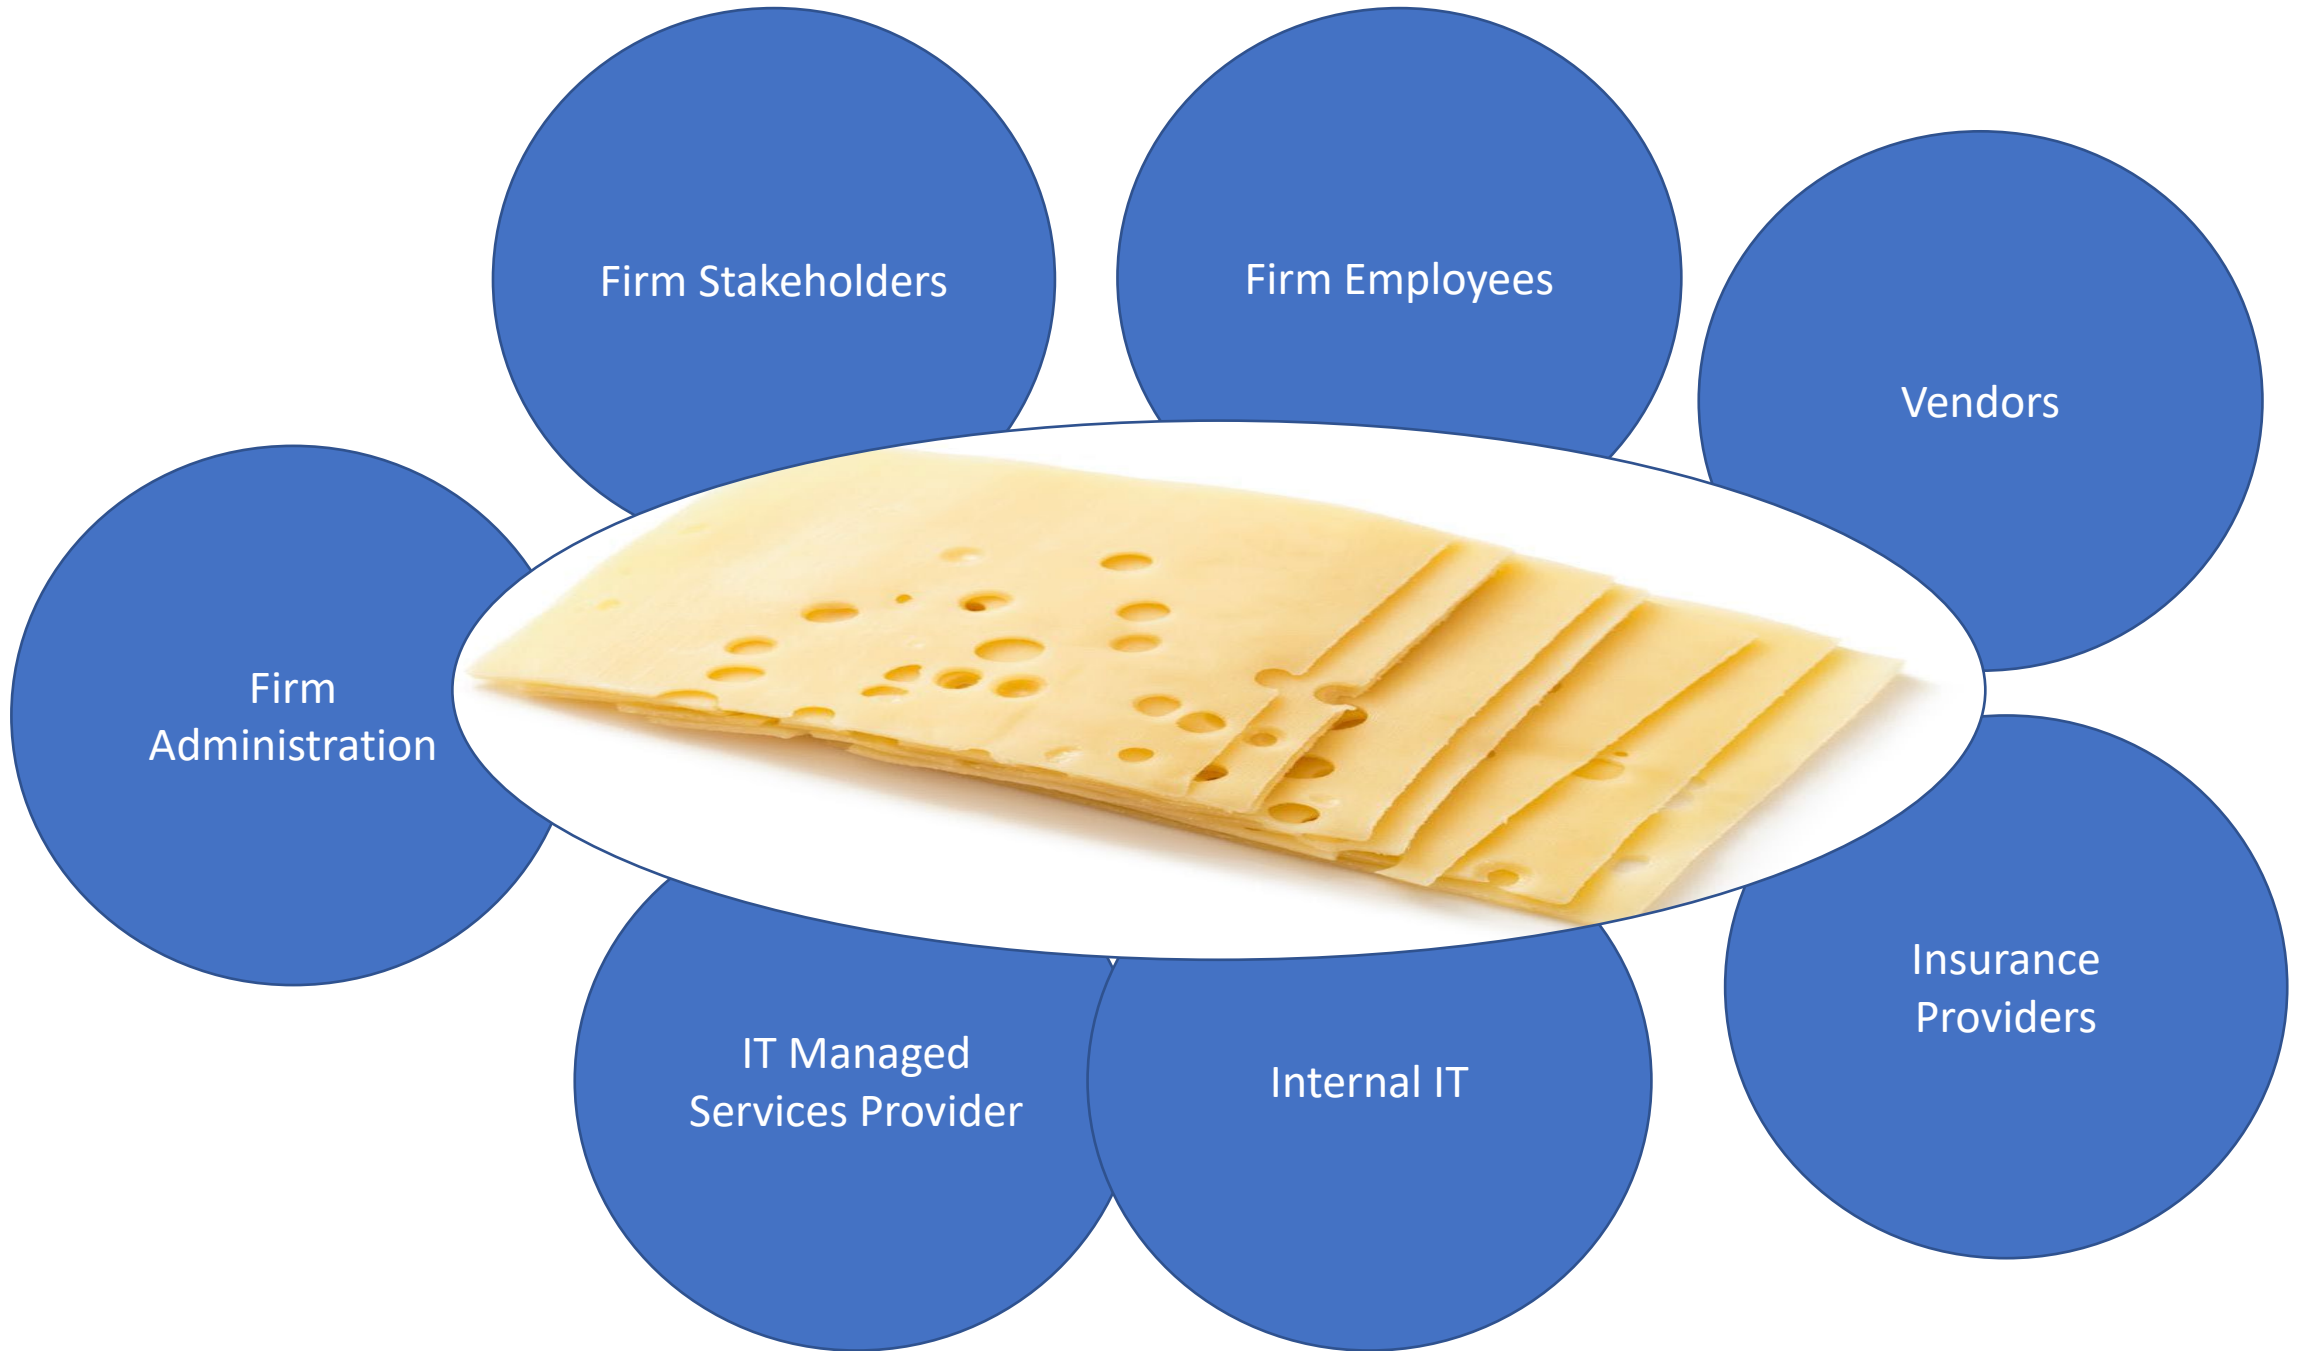 Firm Stakeholders
Firm Employees
Vendors
Firm
Administration
Insurance
Providers
IT Managed
Services Provider
Internal IT